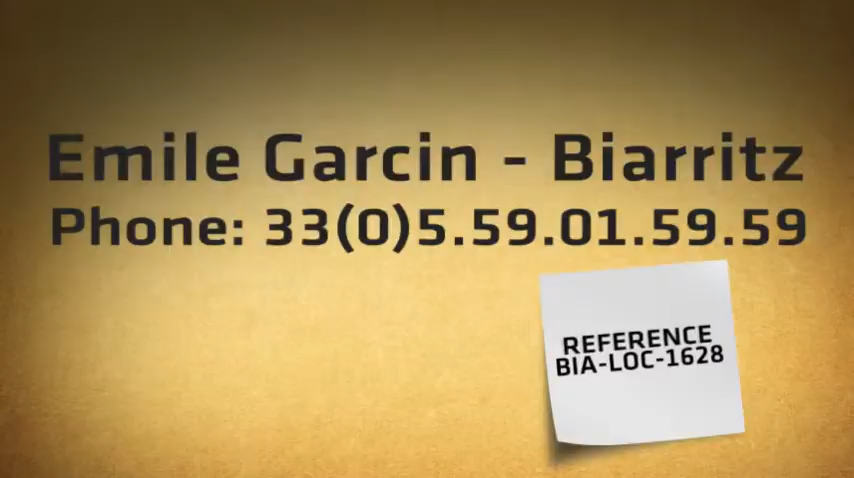 Emile Garcin - Biarritz
Phone: 33(0)5.59.01.59.59
REFERENCE
BIA-LOC-1628